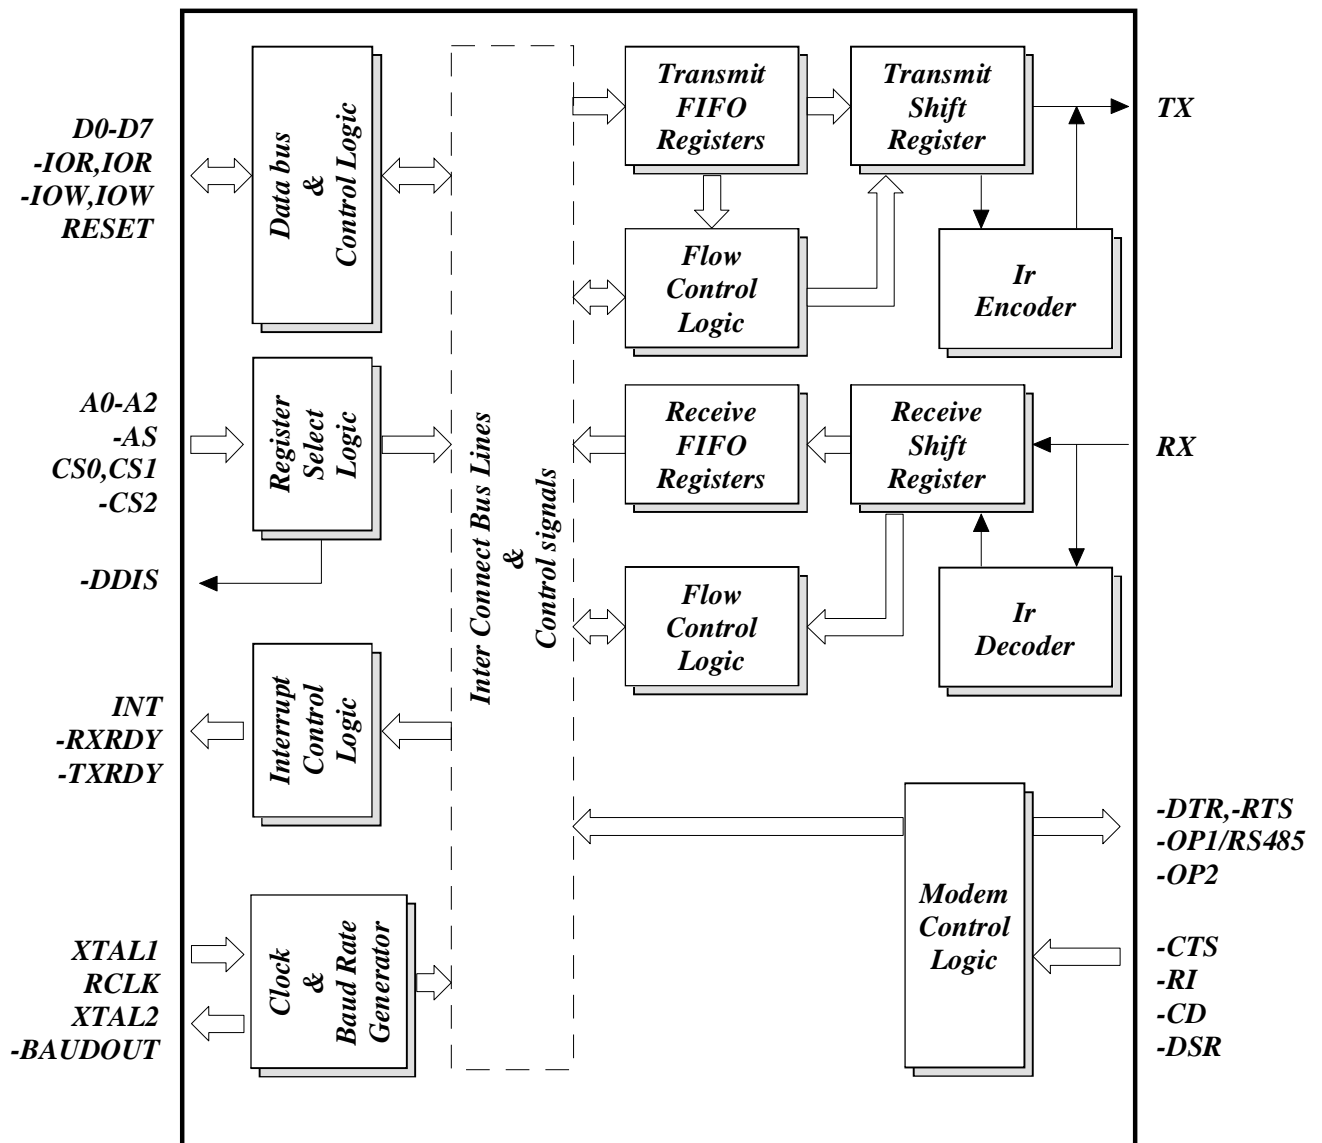 D0-D7
-IOR,IOR
-IOW,IOW
RESET
A0-A2
-AS
CS0,CS1
-CS2
-DDIS
INT
-RXRDY
-TXRDY
XTAL1
RCLK
XTAL2
-BAUDOUT
Data bus
&
Control Logic
Register
Select
Logic
Interrupt
Control
Logic
Clock
&
Baud Rate
Generator
Inter Connect Bus Lines
&
Control signals
Transmit
FIFO
Registers
Transmit
Shift
Register
Flow
Control
Logic
Ir
Encoder
Receive
FIFO
Registers
Receive
Shift
Register
Flow
Control
Logic
Ir
Decoder
Modem
Control
Logic
TX
RX
-DTR,-RTS
-OP1/RS485
-OP2
-CTS
-RI
-CD
-DSR